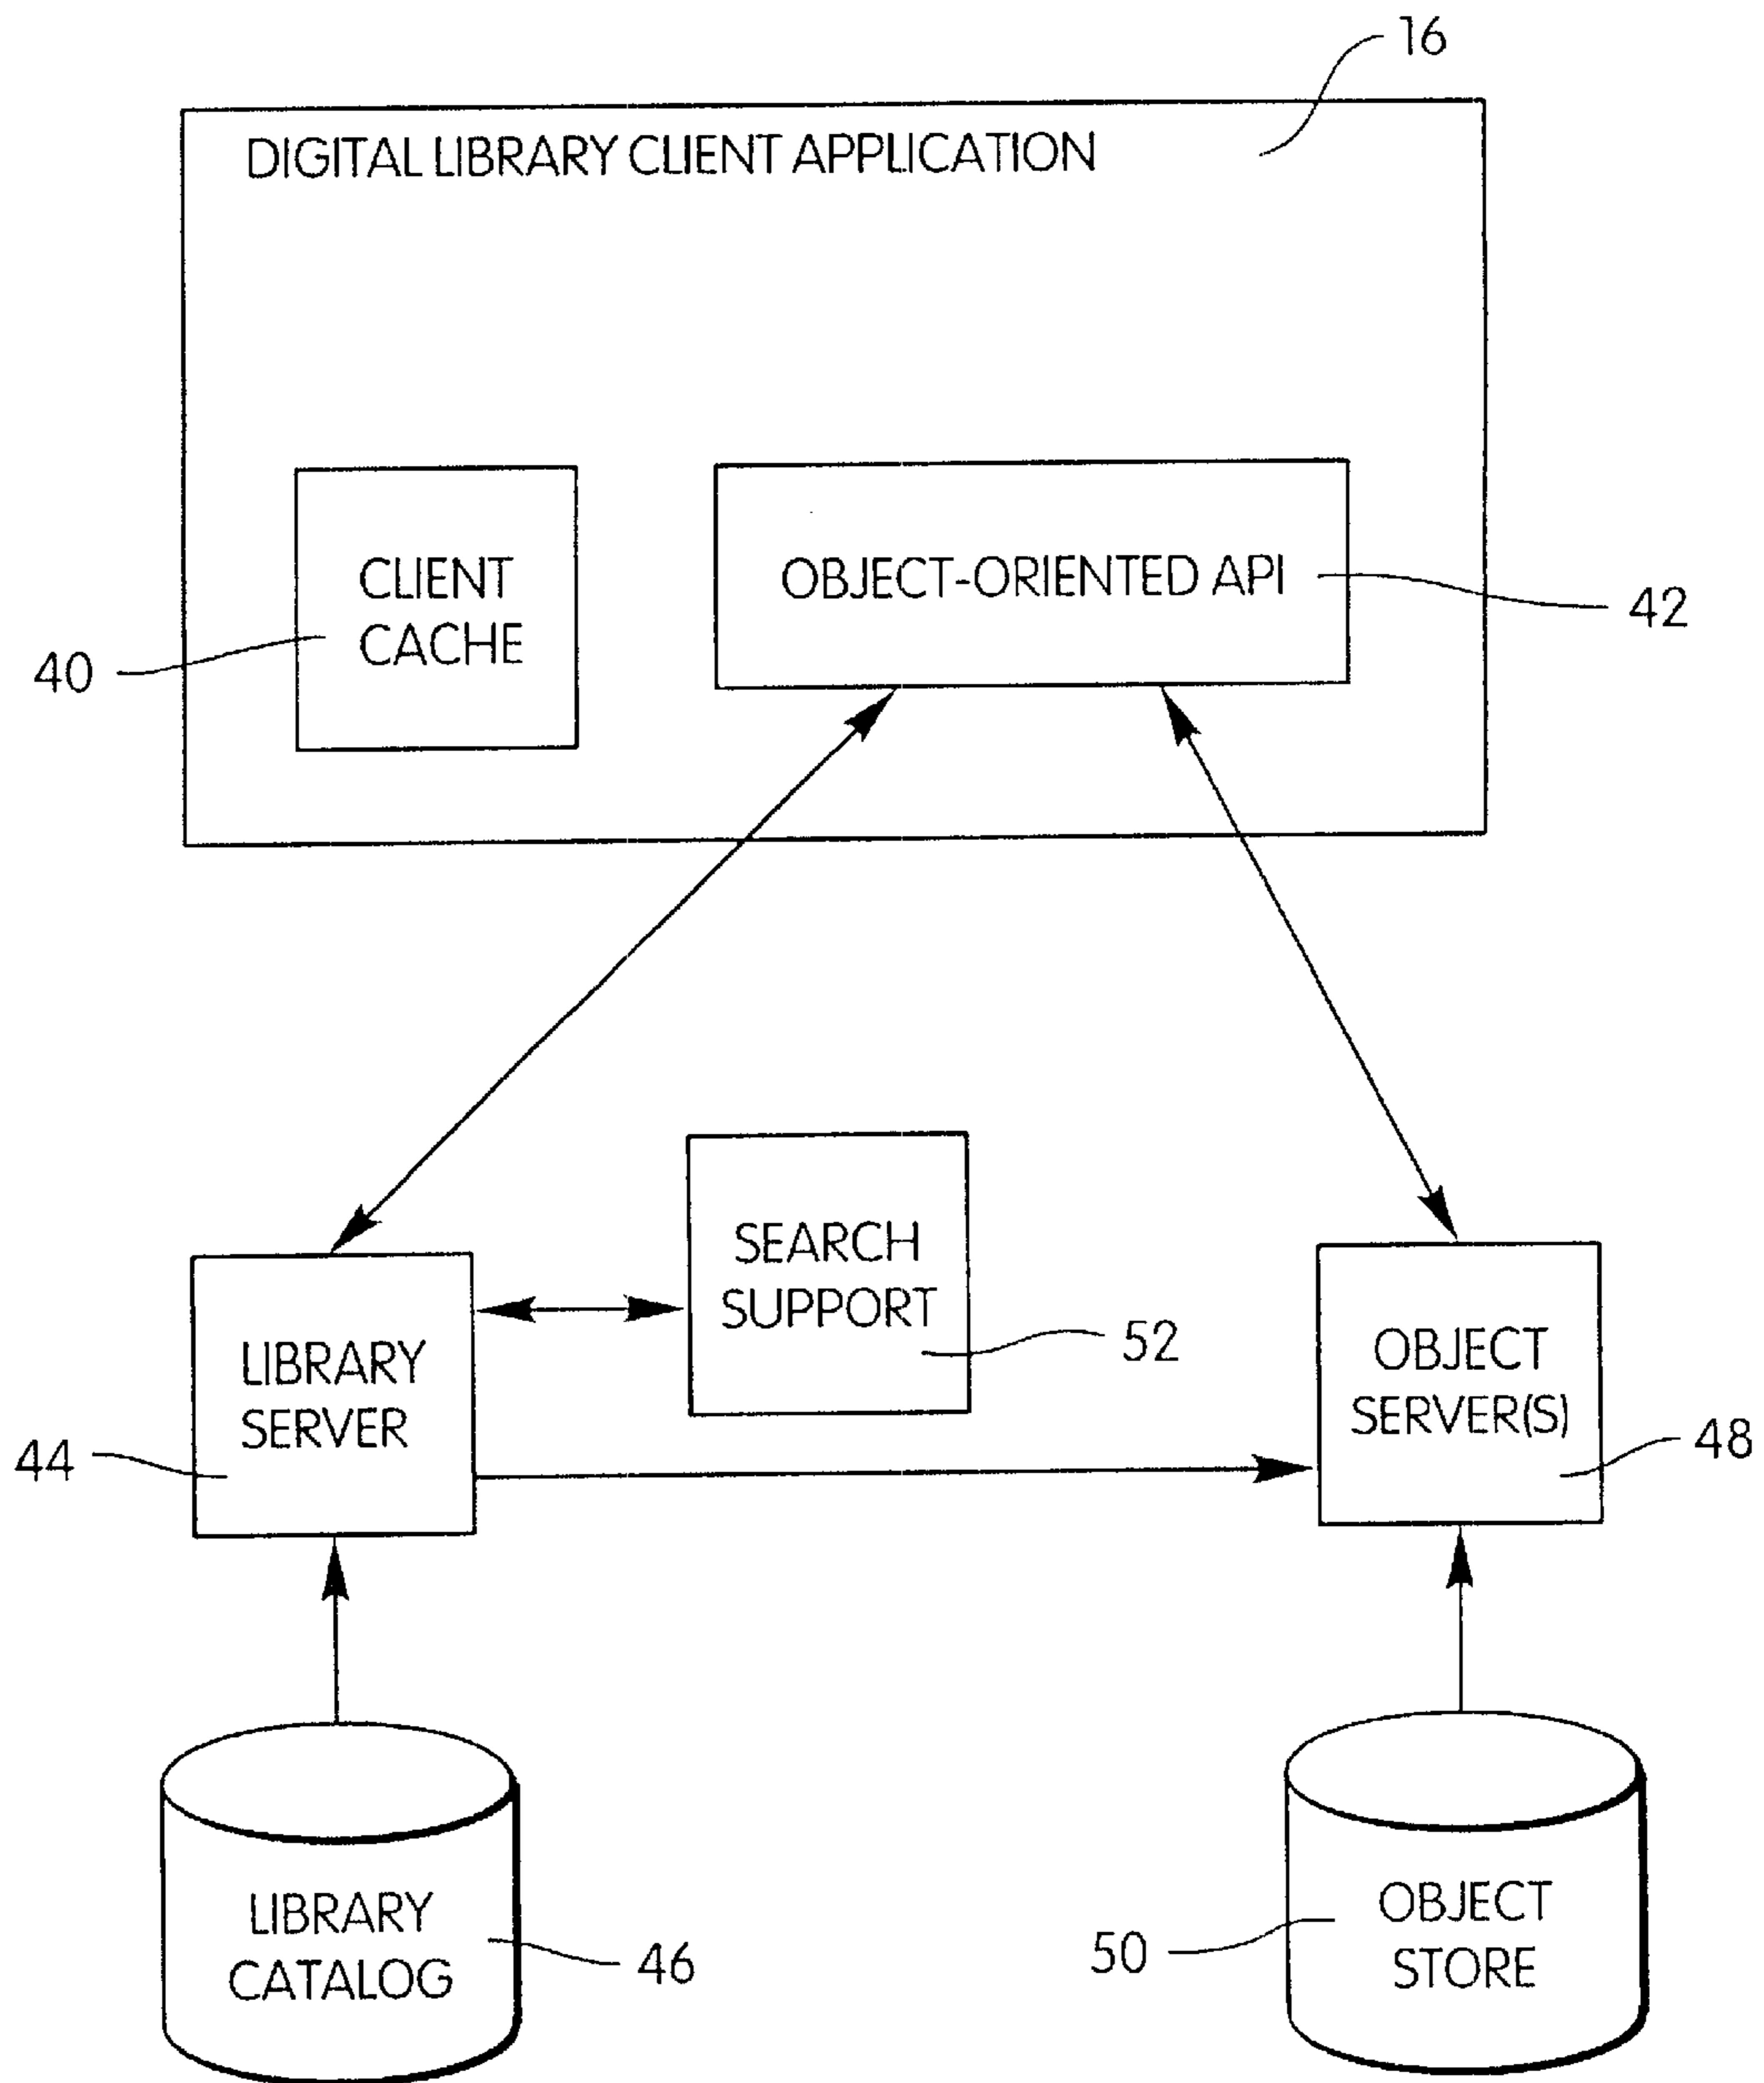 16
DIGITAL LIBRARY CLIENT APPLICATION
CLIENT
CACHE
40
OBJECT-ORIENTED API
42
SEARCH
SUPPORT
52
LIBRARY
SERVER
44
OBJECT
SERVER(S)
48
LIBRARY
CATALOG
46
OBJECT
STORE
50